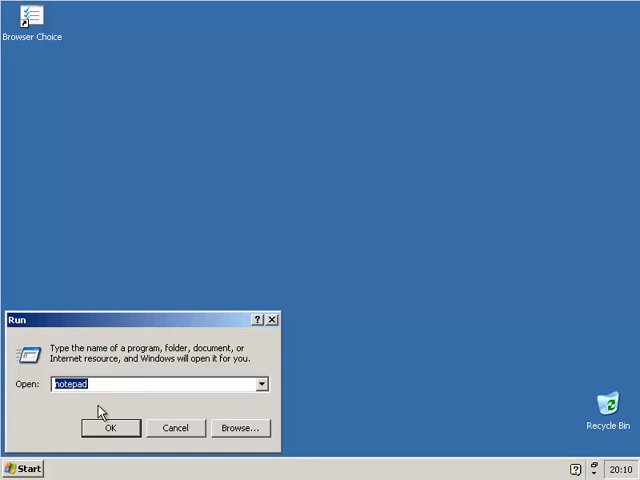 Browser Choice
Run
Type the name of a program, folder, document, or
Internet resource, and Windows will open it for you.
Open: notepad
OK Cancel Browse...
Recycle Bin
Start 20:10